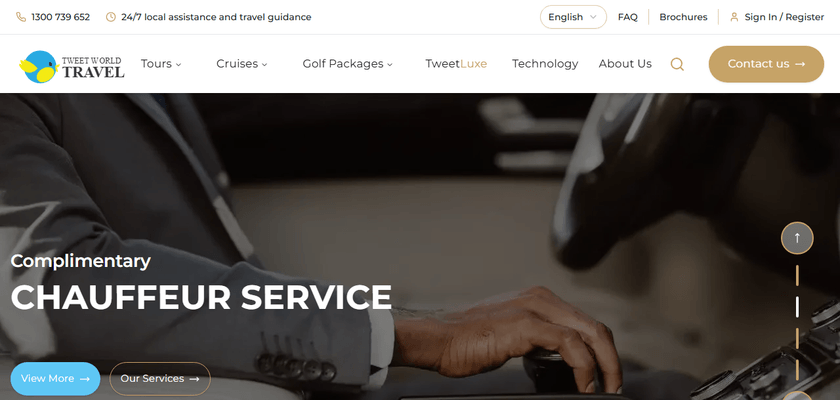 1300 739 652
24/7 local assistance and travel guidance
English
FAQ
Brochures
Sign In / Register
TWEET WORLD
TRAVEL
Tours
Cruises
Golf Packages
TweetLuxe
Technology
About Us
Contact us →
Complimentary
CHAUFFEUR SERVICE
View More →
Our Services →
↑